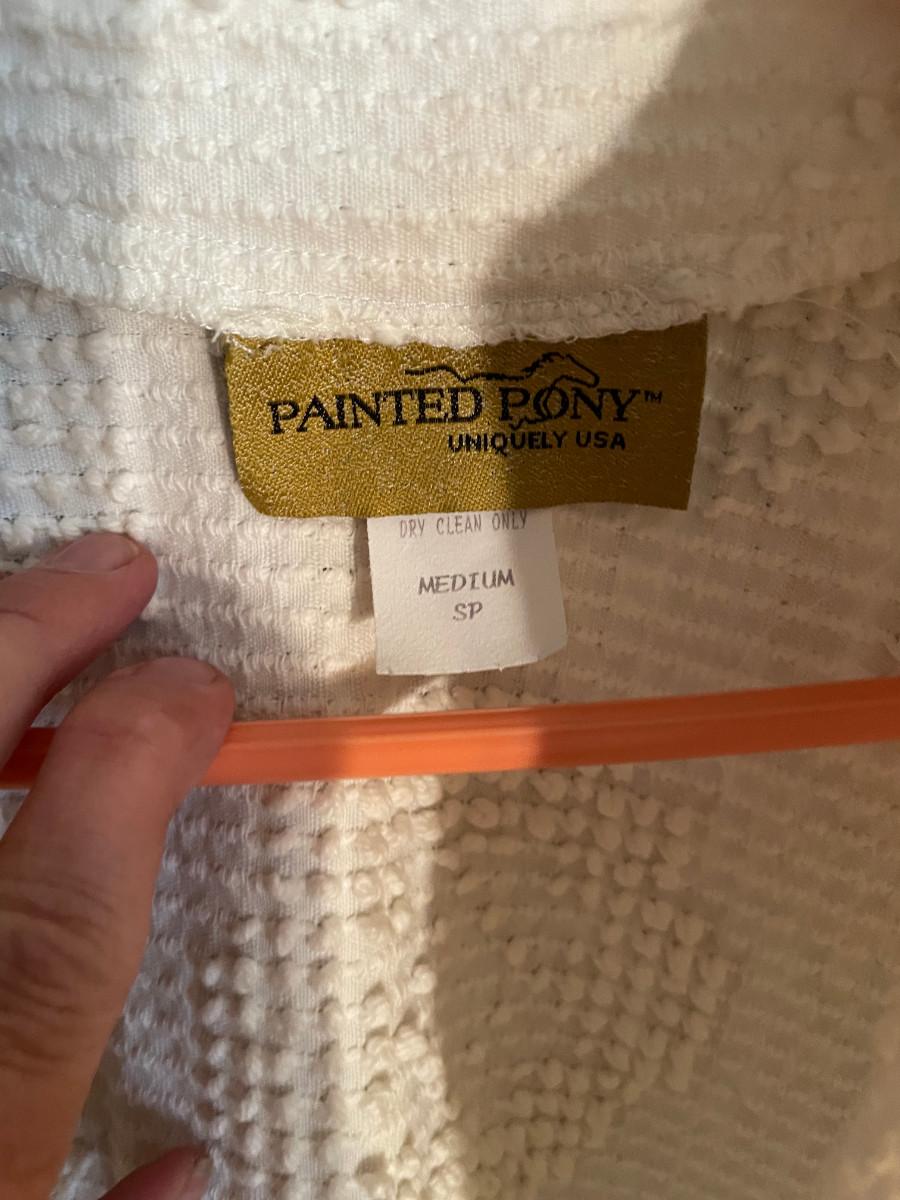 PAINTED PONY™
UNIQUELY USA
DRY CLEAN ONLY
MEDIUM
SP